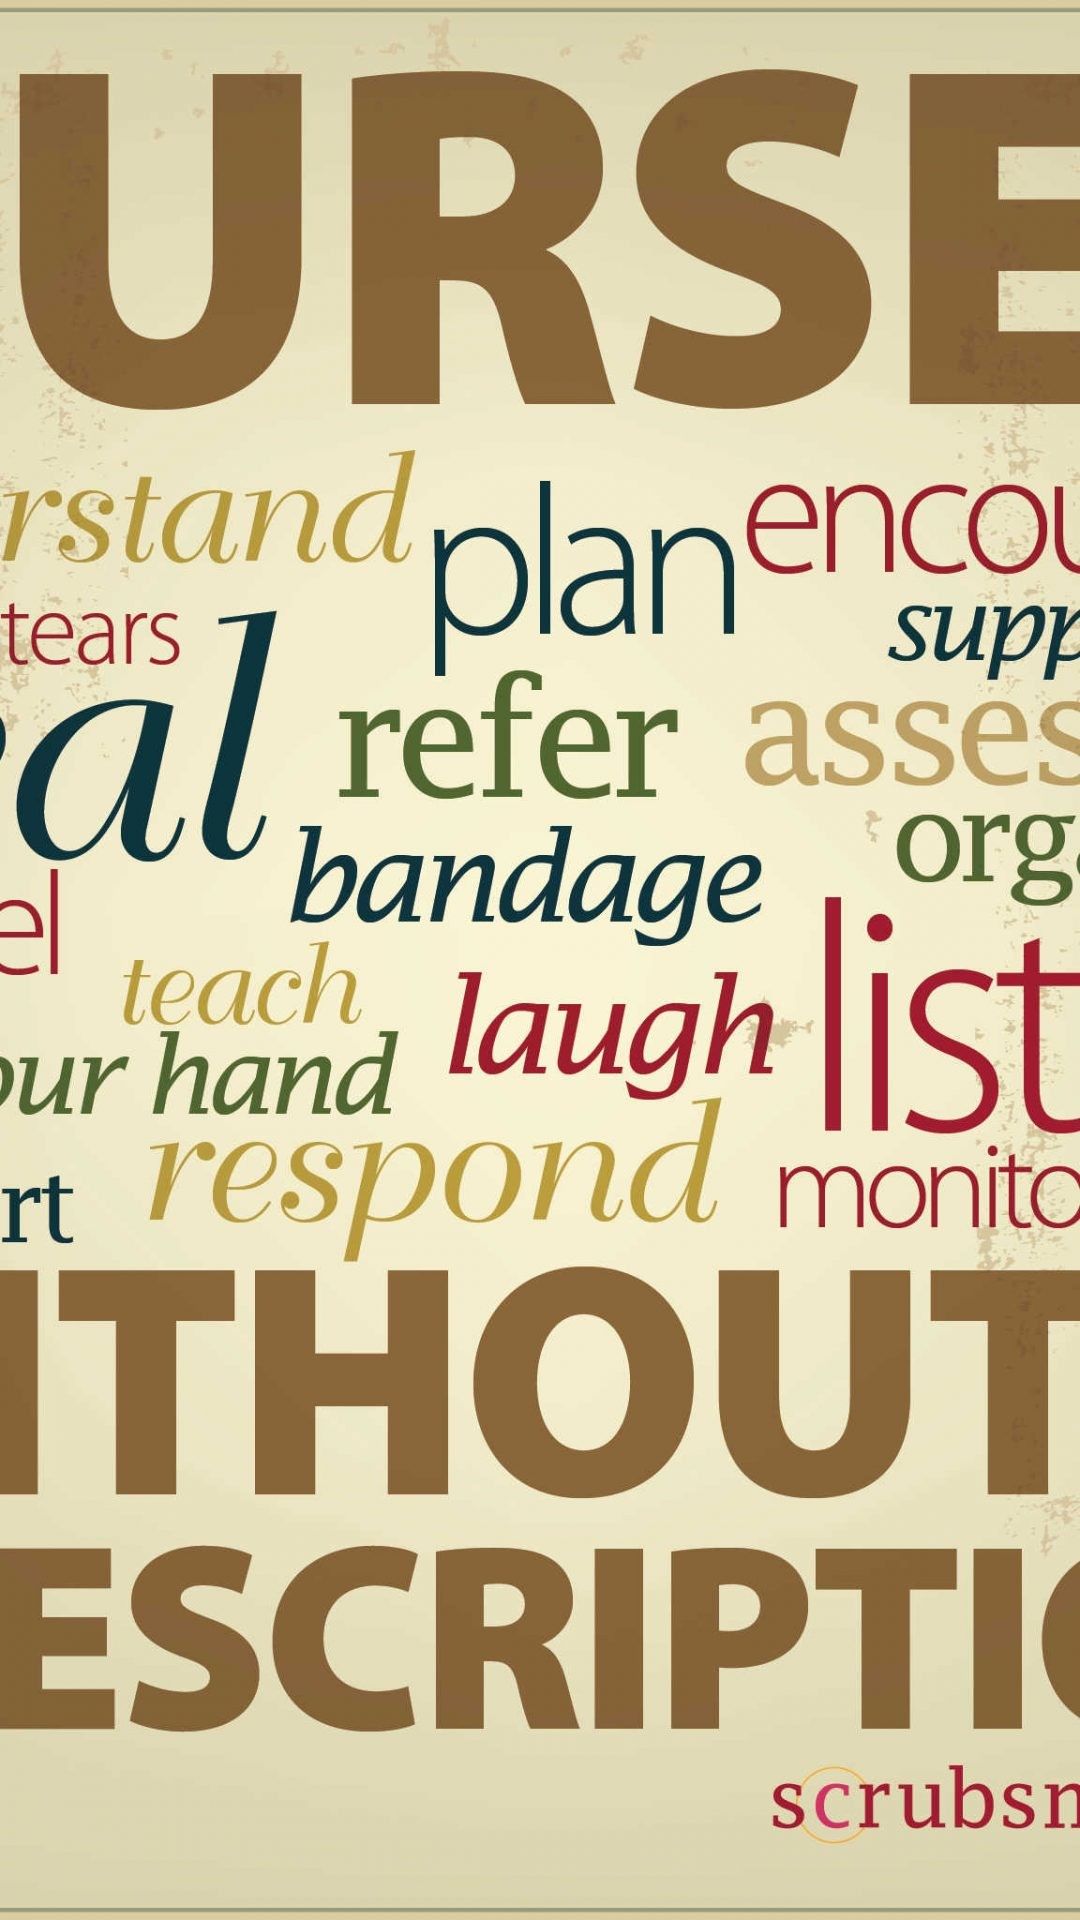 URSE
rstand plan encou
tears supp
al refer asses
bandage orga
el list
teach laugh
our hand
respond monito
rt
ITHOUT
ESCRIPTIO
scrubsm